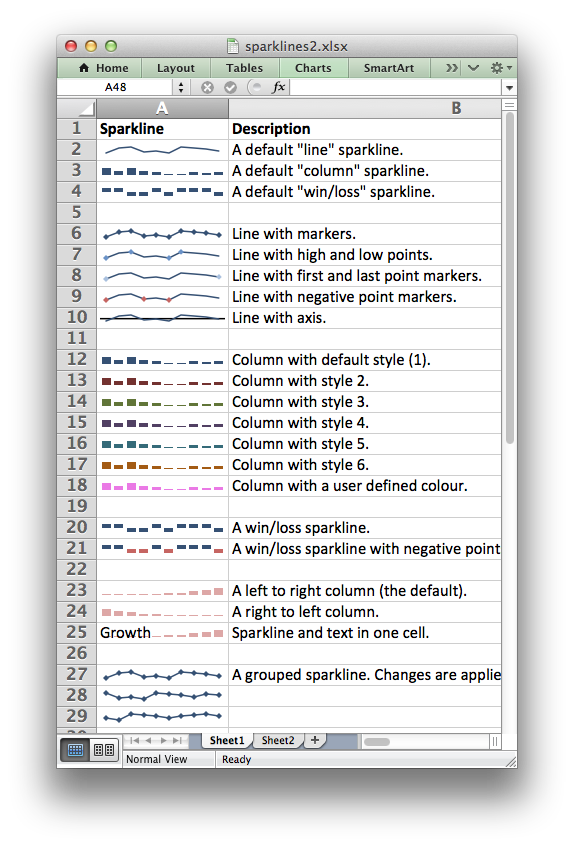 sparklines2.xlsx
Home Layout Tables Charts SmartArt
A48 fx
A B
1 Sparkline Description
2 A default "line" sparkline.
3 A default "column" sparkline.
4 A default "win/loss" sparkline.
5
6 Line with markers.
7 Line with high and low points.
8 Line with first and last point markers.
9 Line with negative point markers.
10 Line with axis.
11
12 Column with default style (1).
13 Column with style 2.
14 Column with style 3.
15 Column with style 4.
16 Column with style 5.
17 Column with style 6.
18 Column with a user defined colour.
19
20 A win/loss sparkline.
21 A win/loss sparkline with negative point
22
23 A left to right column (the default).
24 A right to left column.
25 Growth Sparkline and text in one cell.
26
27 A grouped sparkline. Changes are applie
28
29
Sheet1 Sheet2
Normal View Ready